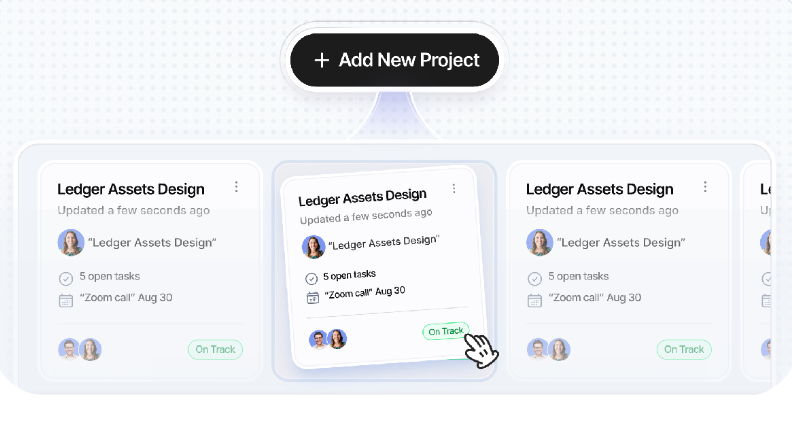 + Add New Project
Ledger Assets Design
Updated a few seconds ago
“Ledger Assets Design”
5 open tasks
“Zoom call” Aug 30
On Track
Ledger Assets Design
Updated a few seconds ago
“Ledger Assets Design”
5 open tasks
“Zoom call” Aug 30
On Track
Ledger Assets Design
Updated a few seconds ago
“Ledger Assets Design”
5 open tasks
“Zoom call” Aug 30
On Track